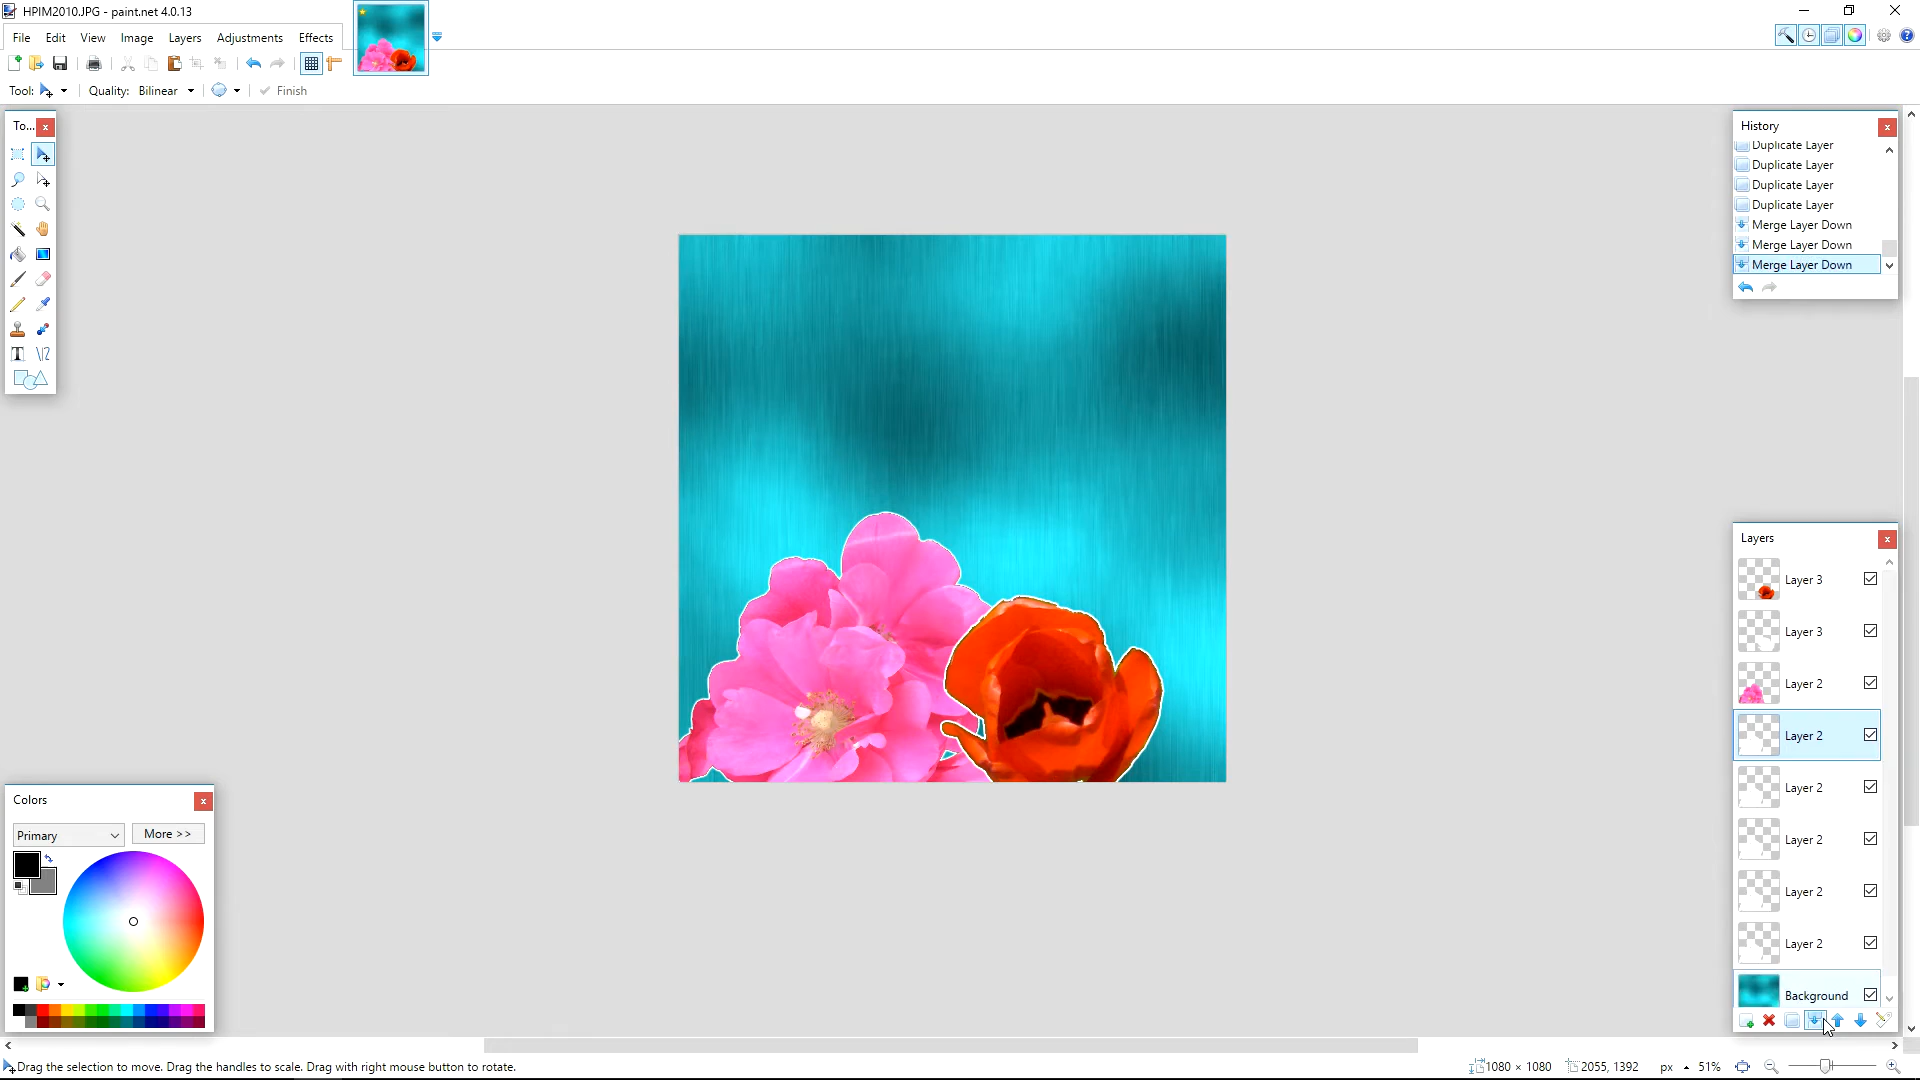 HPIM2010.JPG - paint.net 4.0.13
File Edit View Image Layers Adjustments Effects
Tool: Quality: Bilinear Finish
To...
History
Duplicate Layer
Duplicate Layer
Duplicate Layer
Duplicate Layer
Merge Layer Down
Merge Layer Down
Merge Layer Down
Layers
Layer 3
Layer 3
Layer 2
Layer 2
Layer 2
Layer 2
Layer 2
Layer 2
Background
Colors
Primary More >>
Drag the selection to move. Drag the handles to scale. Drag with right mouse button to rotate. 1080 × 1080 2055, 1392 px 51%